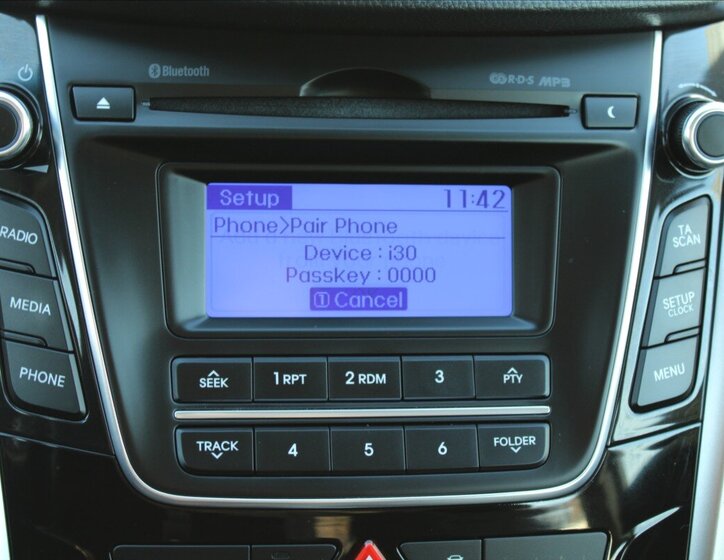 Bluetooth
R·D·S MP3
Setup 11:42
Phone>Pair Phone
Device : i30
Passkey : 0000
1 Cancel
RADIO
MEDIA
PHONE
TA SCAN
SETUP CLOCK
MENU
SEEK 1 RPT 2 RDM 3 PTY
TRACK 4 5 6 FOLDER